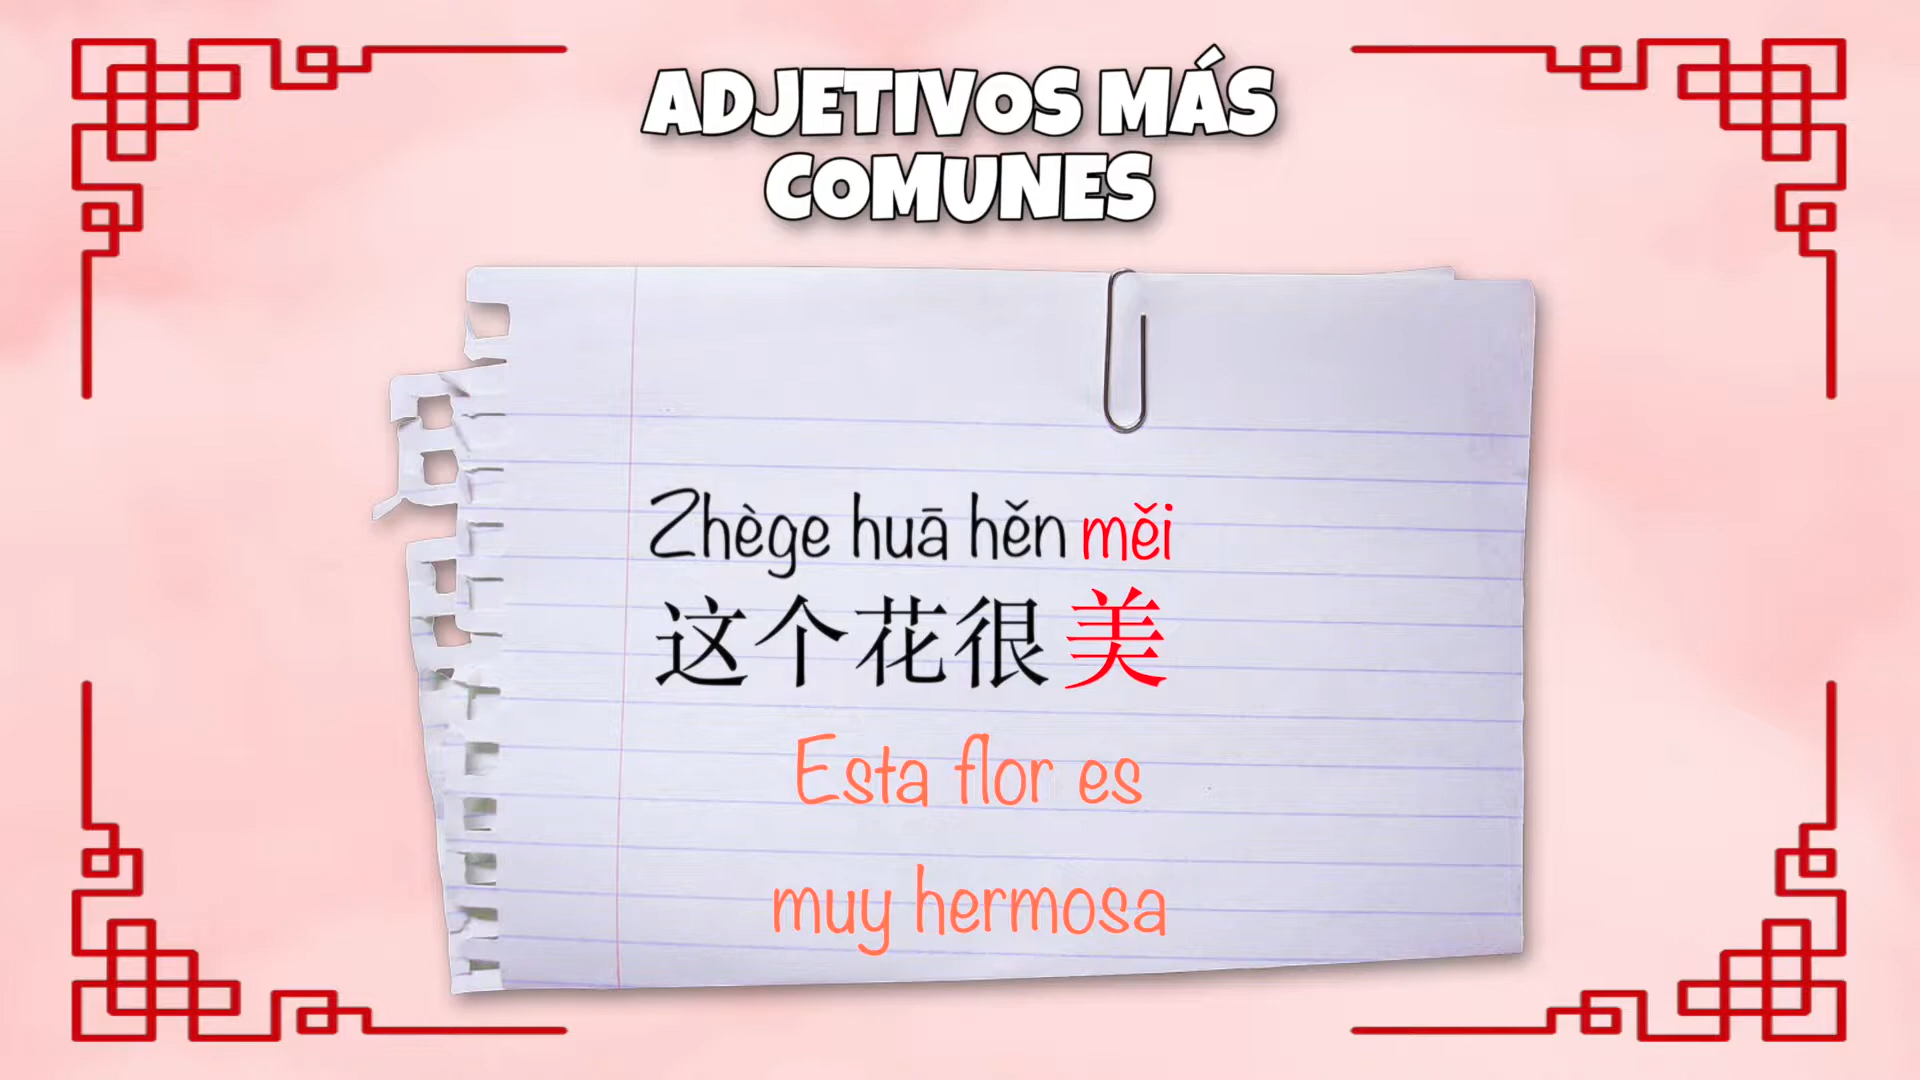 ADJETIVOS MÁS
COMUNES
Zhège huā hěn měi
这个花很美
Esta flor es
muy hermosa